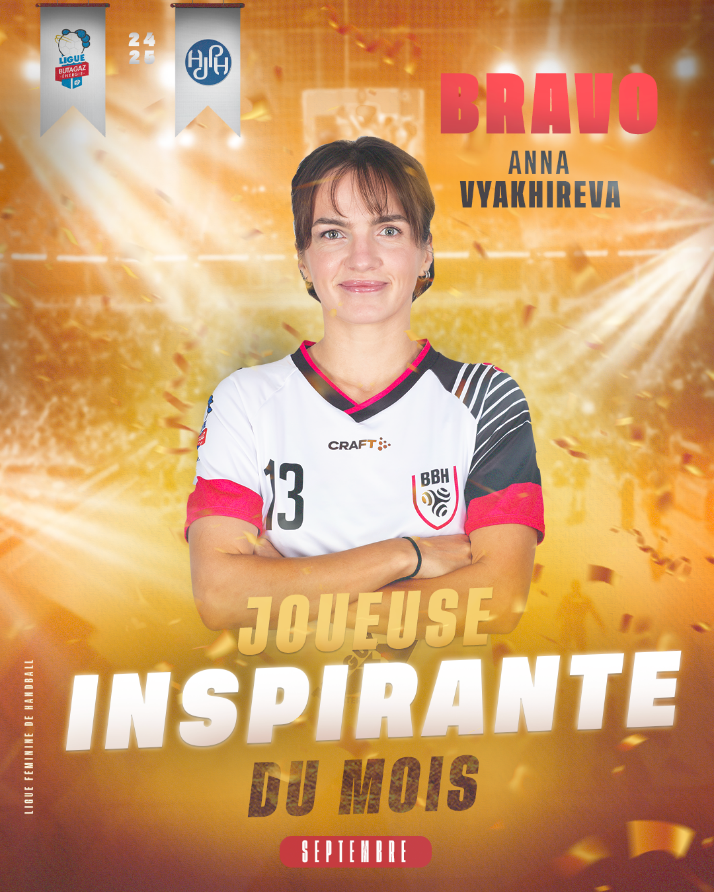 LIGUE
BUTAGAZ
ÉNERGIE
24
25
HJPH
BRAVO
ANNA
VYAKHIREVA
CRAFT
13
BBH
JOUEUSE
INSPIRANTE
DU MOIS
SEPTEMBRE
LIGUE FEMININE DE HANDBALL